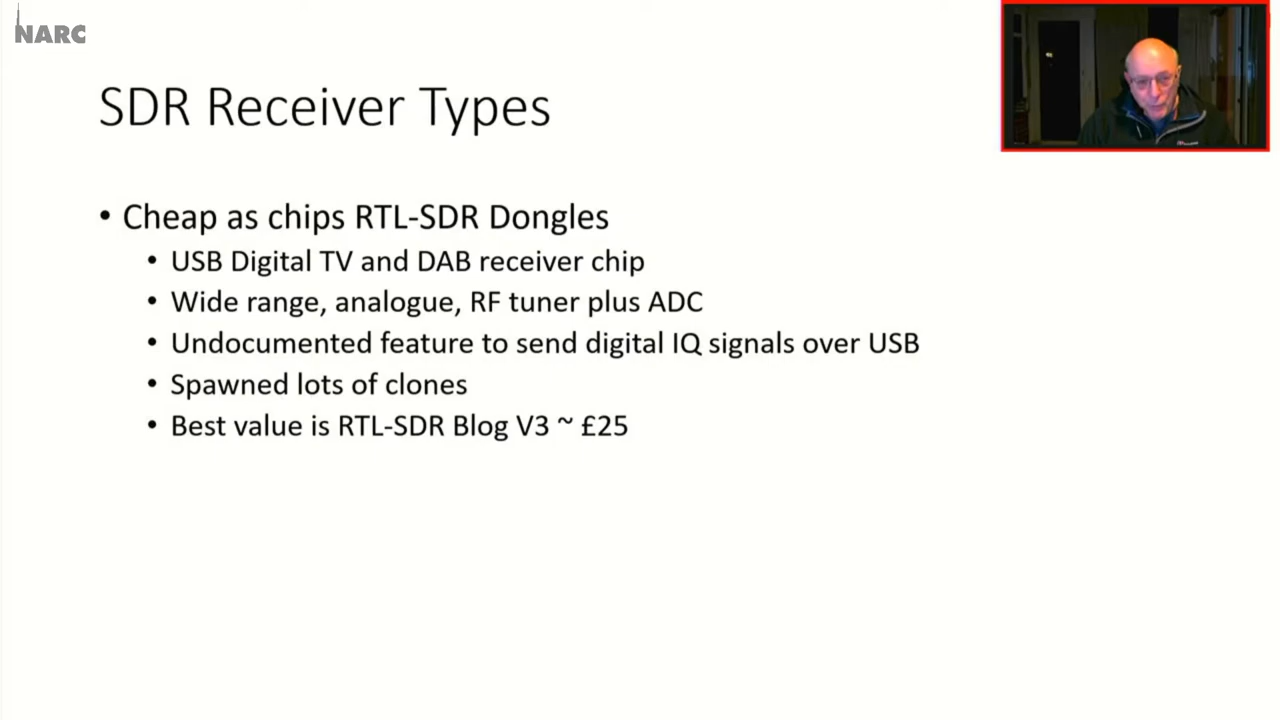 NARC
SDR Receiver Types
• Cheap as chips RTL-SDR Dongles
• USB Digital TV and DAB receiver chip
• Wide range, analogue, RF tuner plus ADC
• Undocumented feature to send digital IQ signals over USB
• Spawned lots of clones
• Best value is RTL-SDR Blog V3 ~ £25